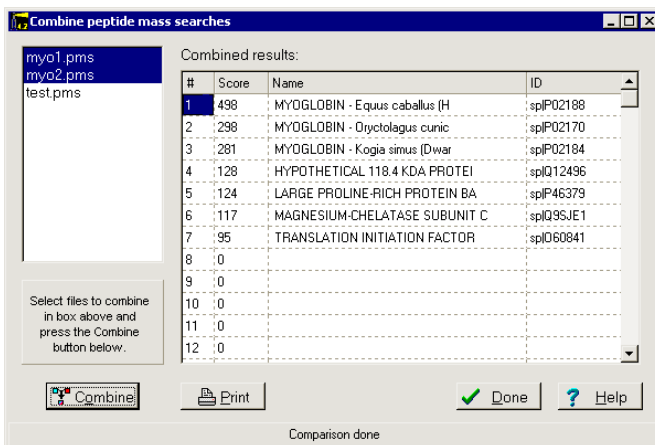 Combine peptide mass searches
myo1.pms
myo2.pms
test.pms
Select files to combine
in box above and
press the Combine
button below.
Combined results:
# Score Name ID
1 498 MYOGLOBIN - Equus caballus (H sp|P02188
2 298 MYOGLOBIN - Oryctolagus cunic sp|P02170
3 281 MYOGLOBIN - Kogia simus (Dwar sp|P02184
4 128 HYPOTHETICAL 118.4 KDA PROTEI sp|Q12496
5 124 LARGE PROLINE-RICH PROTEIN BA sp|P46379
6 117 MAGNESIUM-CHELATASE SUBUNIT C sp|Q9SJE1
7 95 TRANSLATION INITIATION FACTOR sp|O60841
8 0
9 0
10 0
11 0
12 0
Combine Print Done Help
Comparison done